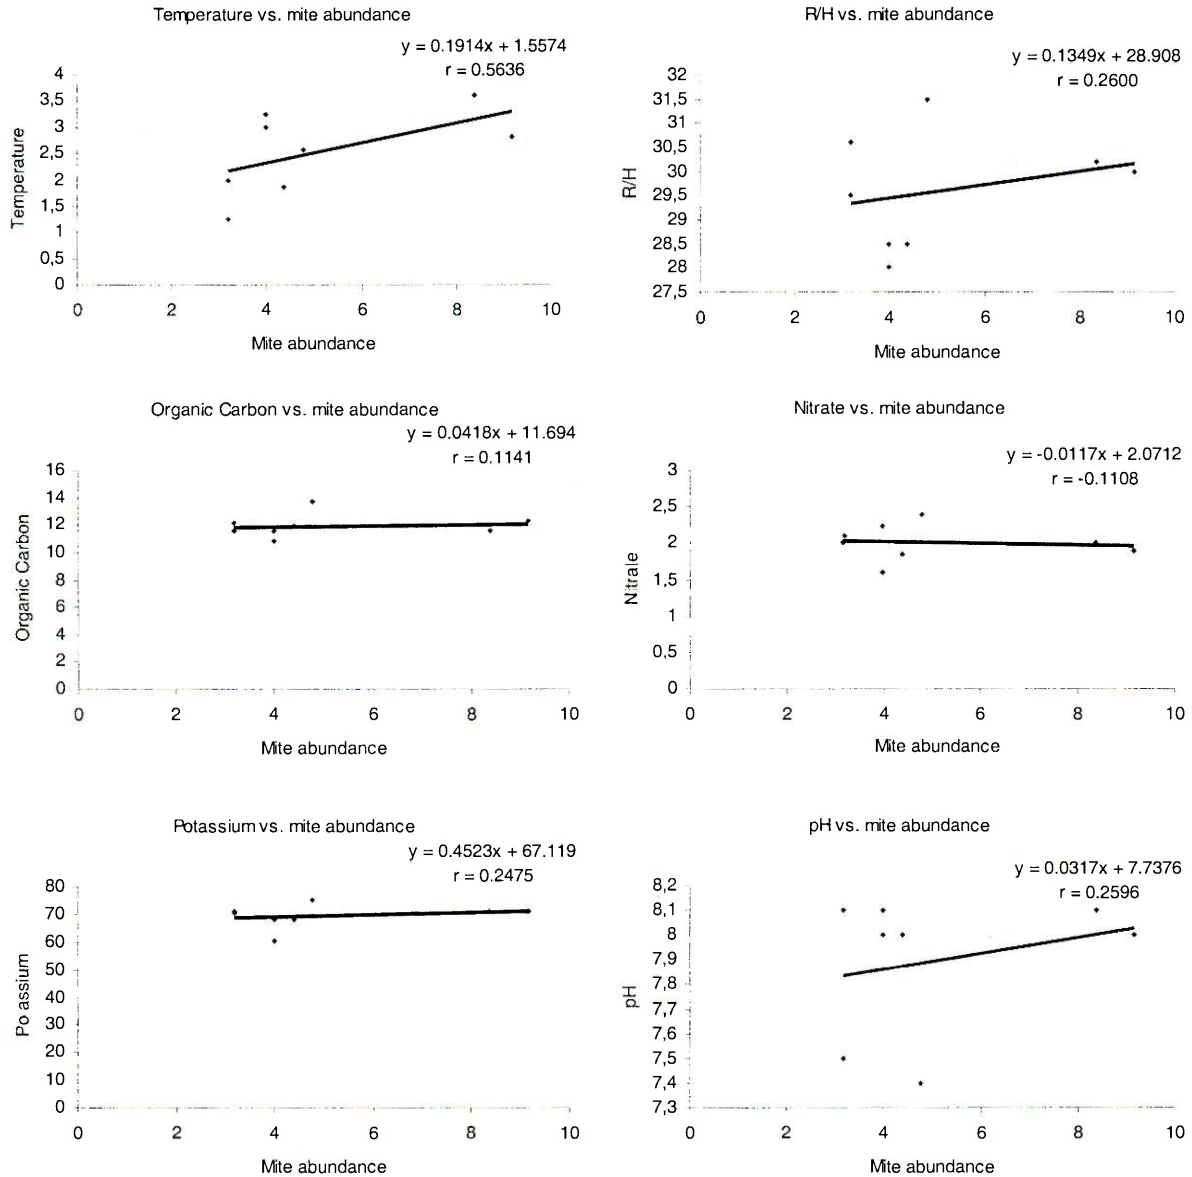 Temperature vs. mite abundance
y = 0.1914x + 1.5574
r = 0.5636
4
3,5
3
2,5
2
1,5
1
0,5
0
Temperature
0 2 4 6 8 10
Mite abundance
R/H vs. mite abundance
y = 0.1349x + 28.908
r = 0.2600
32
31,5
31
30,5
30
29,5
29
28,5
28
27,5
R/H
0 2 4 6 8 10
Mite abundance
Organic Carbon vs. mite abundance
y = 0.0418x + 11.694
r = 0.1141
16
14
12
10
8
6
4
2
0
Organic Carbon
0 2 4 6 8 10
Mite abundance
Nitrate vs. mite abundance
y = -0.0117x + 2.0712
r = -0.1108
3
2,5
2
1,5
1
0,5
0
Nitrate
0 2 4 6 8 10
Mite abundance
Potassium vs. mite abundance
y = 0.4523x + 67.119
r = 0.2475
80
70
60
50
40
30
20
10
0
Po assium
0 2 4 6 8 10
Mite abundance
pH vs. mite abundance
y = 0.0317x + 7.7376
r = 0.2596
8,2
8,1
8
7,9
7,8
7,7
7,6
7,5
7,4
7,3
pH
0 2 4 6 8 10
Mite abundance